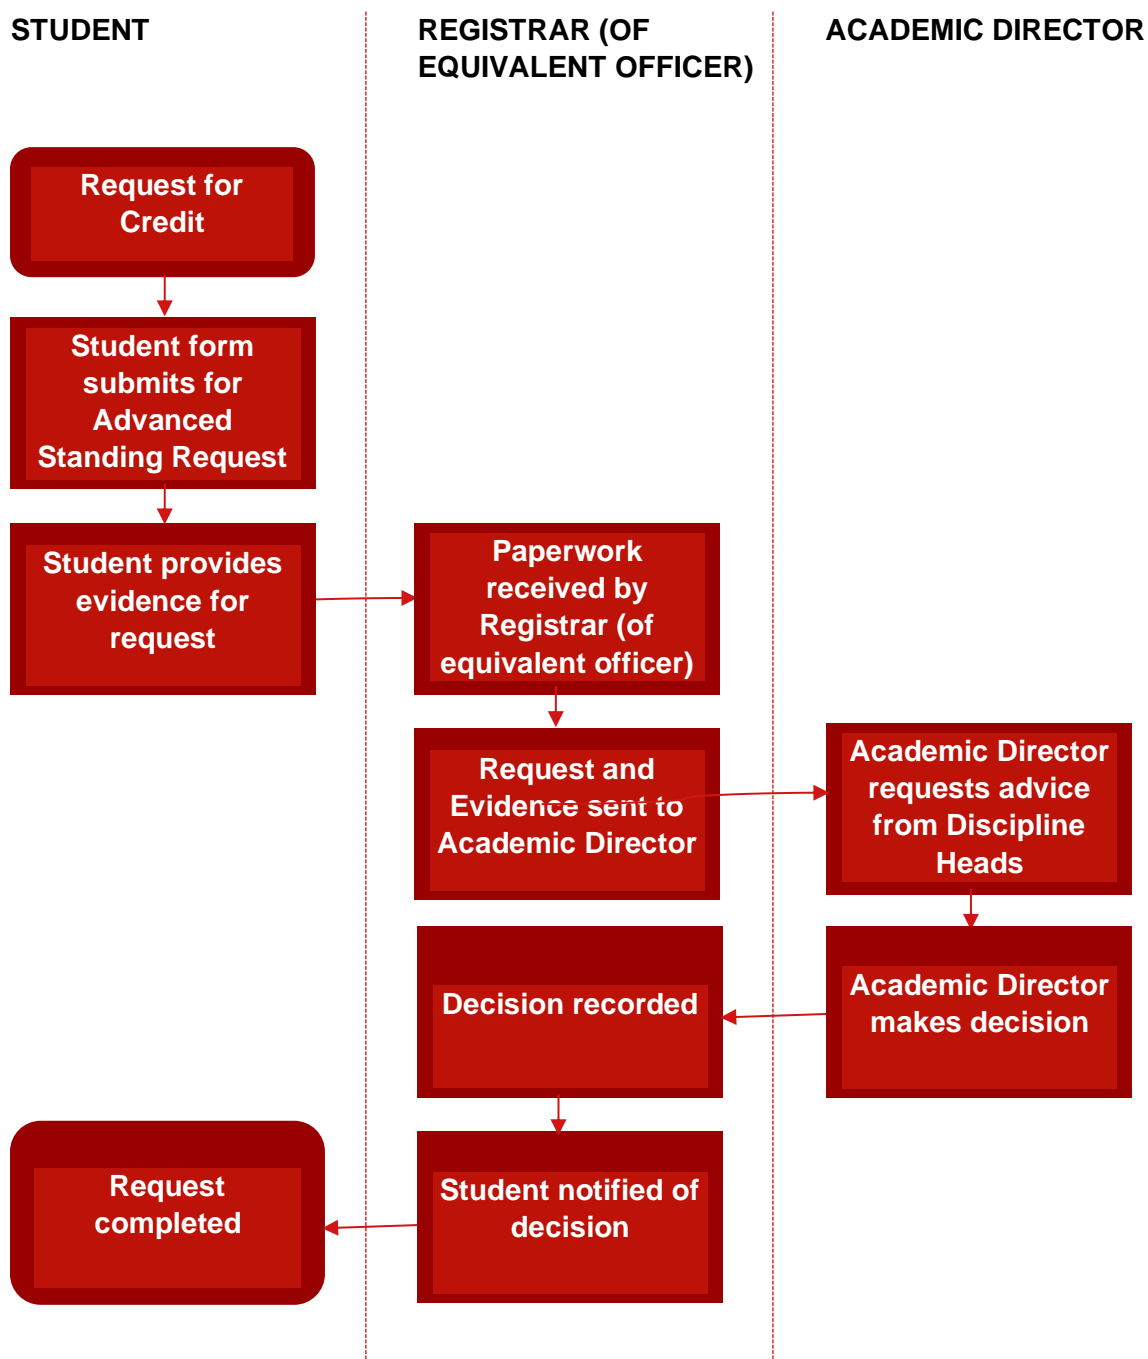 STUDENT
REGISTRAR (OF
EQUIVALENT OFFICER)
ACADEMIC DIRECTOR
Request for
Credit
Student form
submits for
Advanced
Standing Request
Student provides
evidence for
request
Paperwork
received by
Registrar (of
equivalent officer)
Request and
Evidence sent to
Academic Director
Academic Director
requests advice
from Discipline
Heads
Academic Director
makes decision
Decision recorded
Student notified of
decision
Request
completed